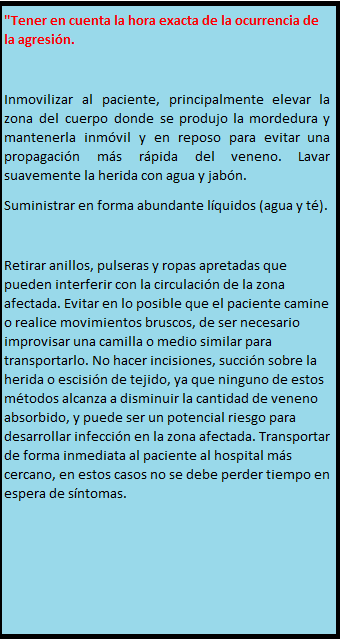 "Tener en cuenta la hora exacta de la ocurrencia de
la agresión.
Inmovilizar al paciente, principalmente elevar la
zona del cuerpo donde se produjo la mordedura y
mantenerla inmóvil y en reposo para evitar una
propagación más rápida del veneno. Lavar
suavemente la herida con agua y jabón.
Suministrar en forma abundante líquidos (agua y té).
Retirar anillos, pulseras y ropas apretadas que
pueden interferir con la circulación de la zona
afectada. Evitar en lo posible que el paciente camine
o realice movimientos bruscos, de ser necesario
improvisar una camilla o medio similar para
transportarlo. No hacer incisiones, succión sobre la
herida o escisión de tejido, ya que ninguno de estos
métodos alcanza a disminuir la cantidad de veneno
absorbido, y puede ser un potencial riesgo para
desarrollar infección en la zona afectada. Transportar
de forma inmediata al paciente al hospital más
cercano, en estos casos no se debe perder tiempo en
espera de síntomas.